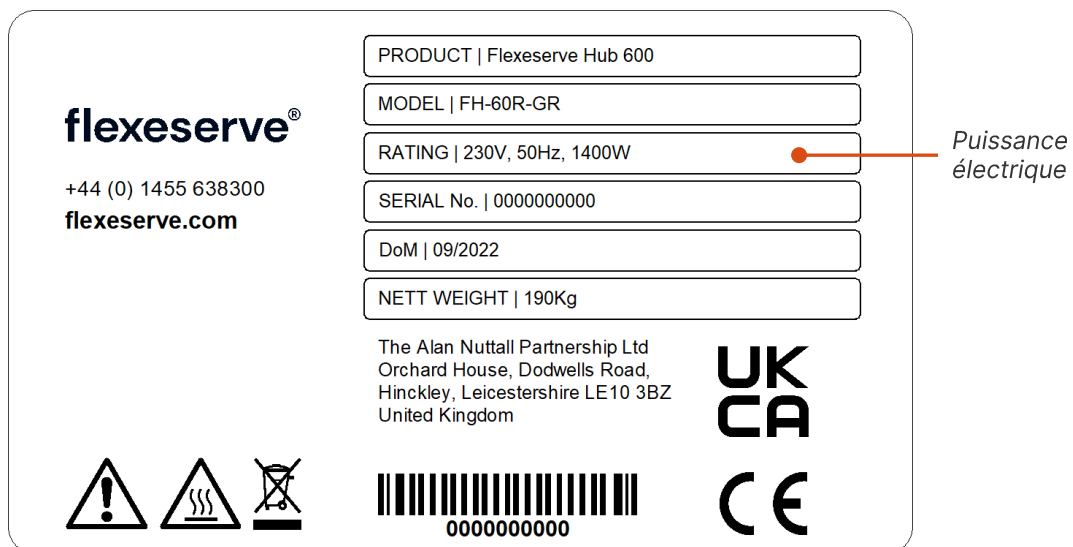 flexeserve®
+44 (0) 1455 638300
flexeserve.com
PRODUCT | Flexeserve Hub 600
MODEL | FH-60R-GR
RATING | 230V, 50Hz, 1400W
SERIAL No. | 0000000000
DoM | 09/2022
NETT WEIGHT | 190Kg
Puissance
électrique
The Alan Nuttall Partnership Ltd
Orchard House, Dodwells Road,
Hinckley, Leicestershire LE10 3BZ
United Kingdom
UK
CA
0000000000
CE